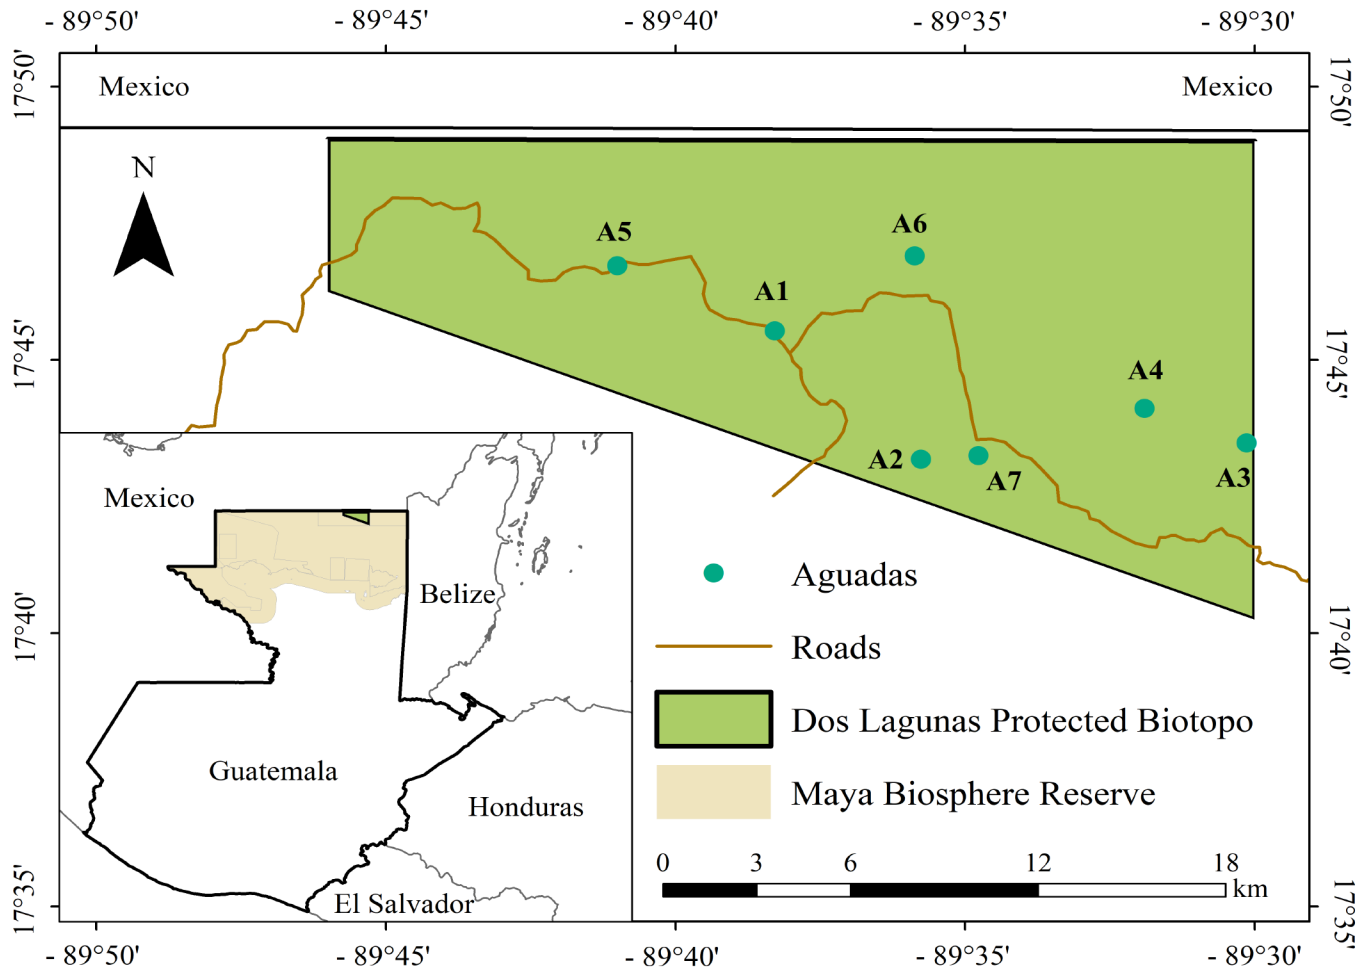 - 89°50' - 89°45' - 89°40' - 89°35' - 89°30'
17°50'
Mexico
Mexico
17°50'
N
A6
A5
A1
17°45'
17°45'
A4
A2
A7
A3
Mexico
Belize
Guatemala
Honduras
El Salvador
Aguadas
Roads
Dos Lagunas Protected Biotopo
Maya Biosphere Reserve
0 3 6 12 18
km
17°40'
17°40'
17°35'
17°35'
- 89°50' - 89°45' - 89°40' - 89°35' - 89°30'